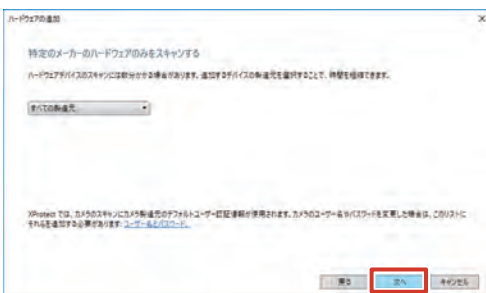 ハードウェアの追加
特定のメーカーのハードウェアのみをスキャンする
ハードウェアデバイスのスキャンには数分かかる場合があります。追加するデバイスの製造元を選択することで、時間を短縮できます。
すべての製造元
XProtect では、カメラのスキャンにカメラ製造元のデフォルトユーザー認証情報が使用されます。カメラのユーザー名やパスワードを変更した場合は、このリストに
それらを追加する必要があります: ユーザー名とパスワード。
戻る 次へ キャンセル